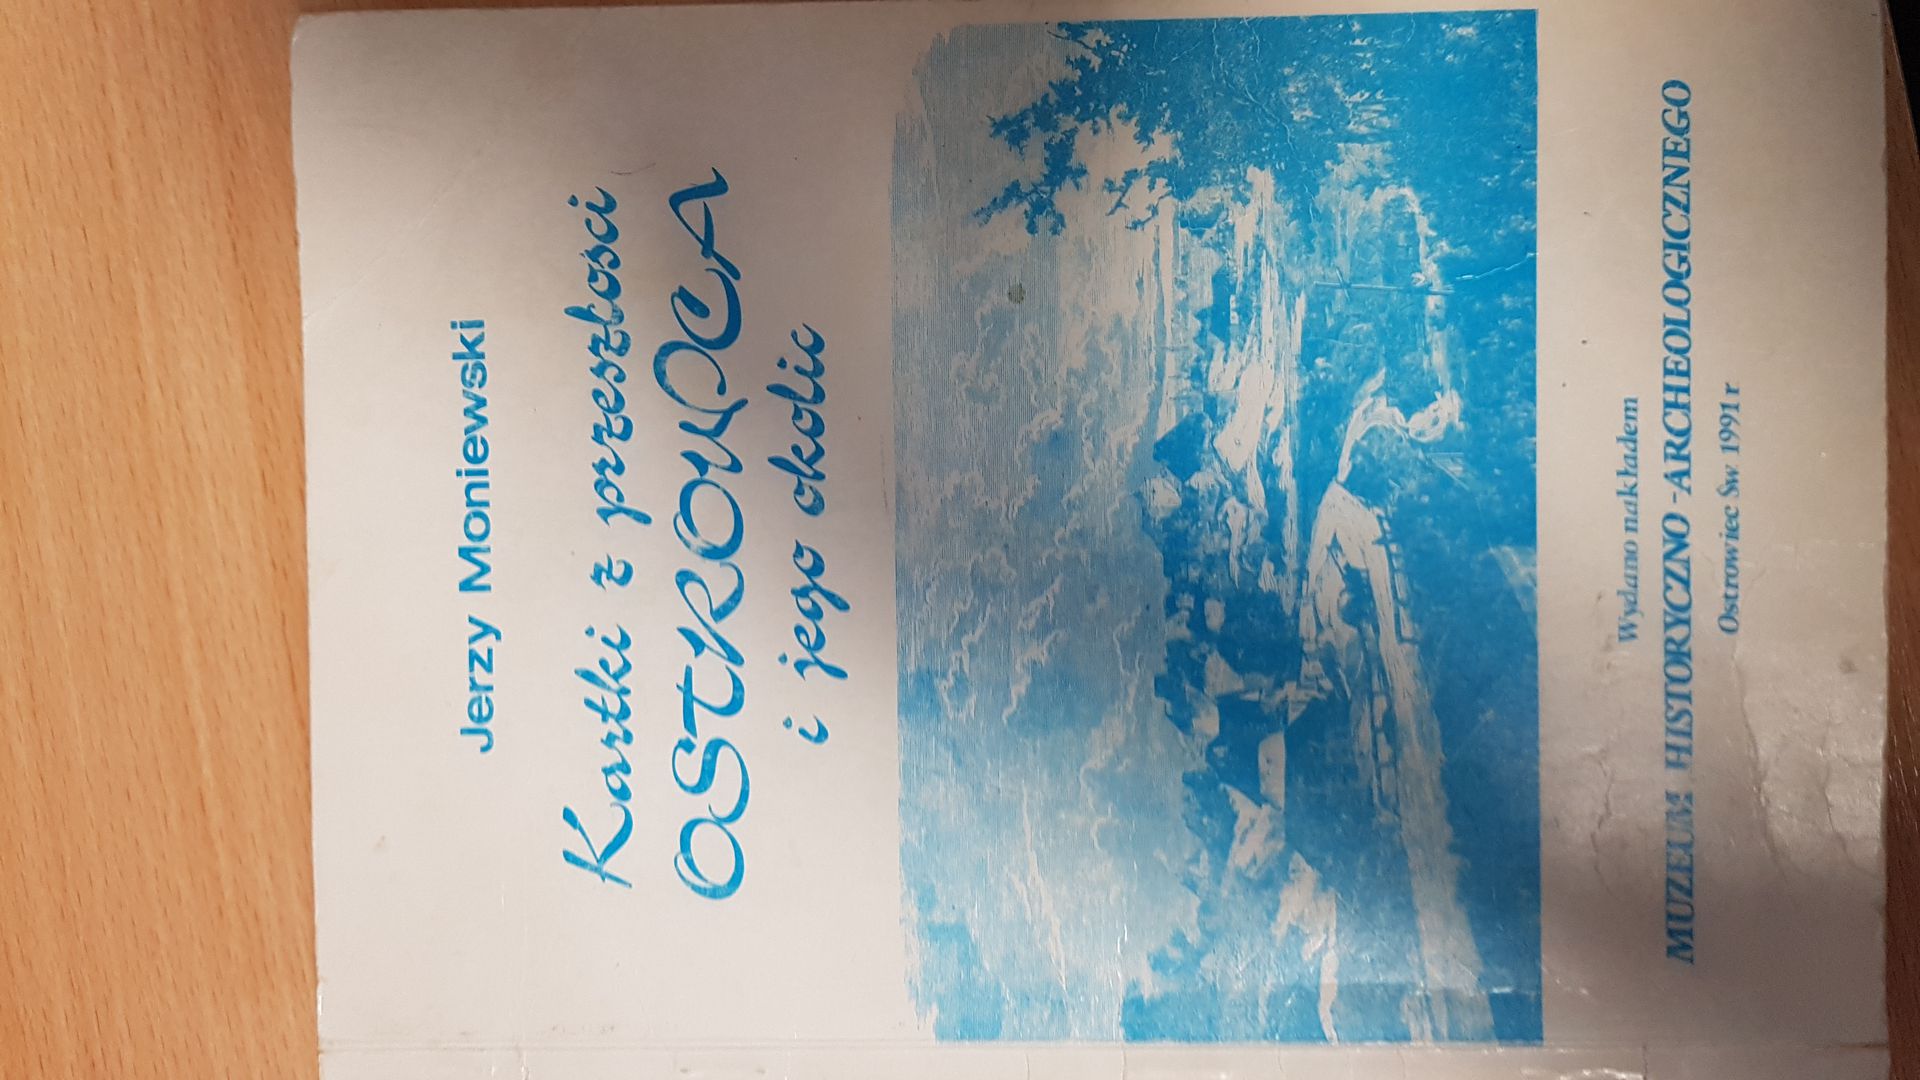 Jerzy Moniewski
Kartki z przeszłości
OSTROWCA
i jego okolic
Wydano nakładem
MUZEUM HISTORYCZNO-ARCHEOLOGICZNEGO
Ostrowiec Św. 1991 r